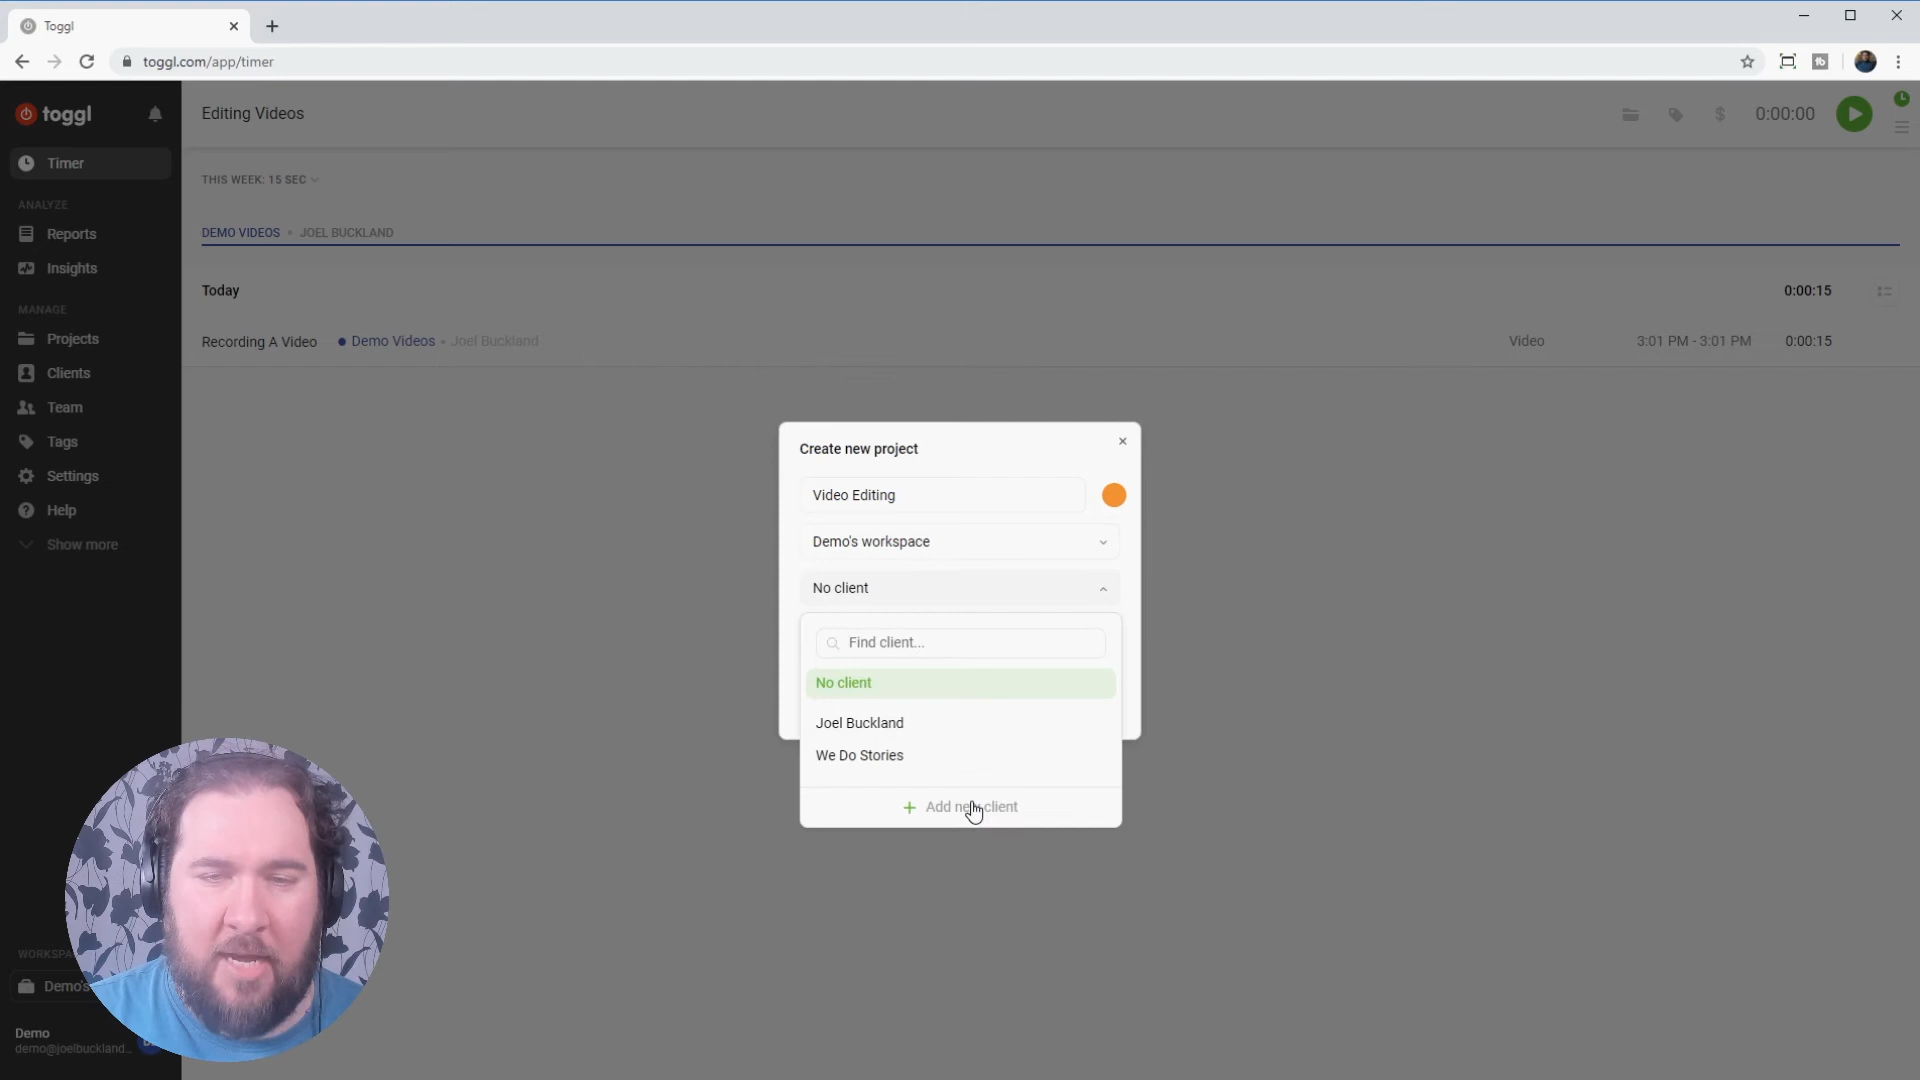 Toggl
toggl.com/app/timer
toggl
Editing Videos
0:00:00
Timer
THIS WEEK: 15 SEC
ANALYZE
Reports
DEMO VIDEOS • JOEL BUCKLAND
Insights
Today
0:00:15
MANAGE
Projects
Recording A Video
Demo Videos • Joel Buckland
Video
3:01 PM - 3:01 PM
0:00:15
Clients
Team
Tags
Settings
Help
Show more
Create new project
Video Editing
Demo's workspace
No client
Find client...
No client
Joel Buckland
We Do Stories
+ Add new client
Demo's
Demo
demo@joelbuckland...